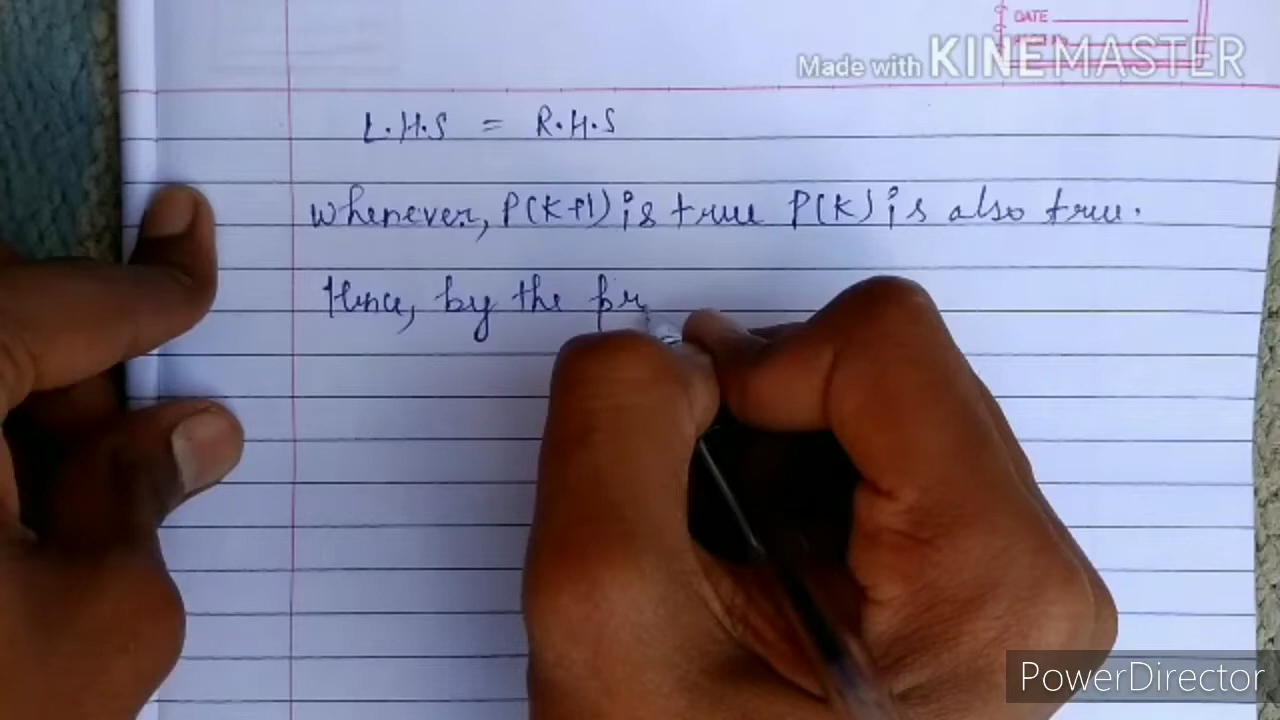 DATE
Made with KINEMASTER
L.H.S = R.H.S
whenever, P(K+1) is true P(K) is also true.
Hence, by the pr
PowerDirector